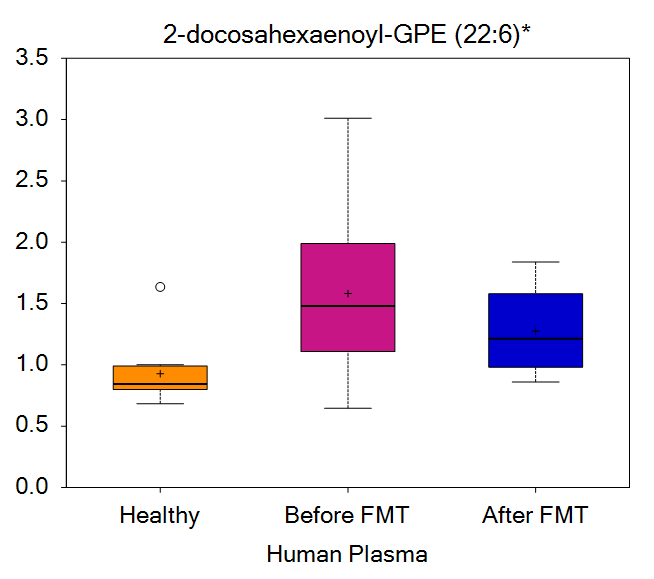 2-docosahexaenoyl-GPE (22:6)*
3.5
3.0
2.5
2.0
1.5
1.0
0.5
0.0
Healthy
Before FMT
After FMT
Human Plasma